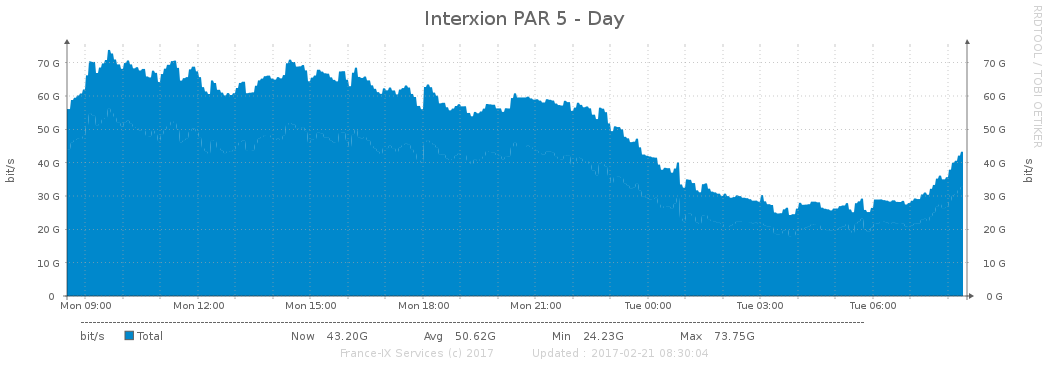 Interxion PAR 5 - Day
RRDTOOL / TOBI OETIKER
bit/s
70 G
60 G
50 G
40 G
30 G
20 G
10 G
0
70 G
60 G
50 G
40 G
30 G
20 G
10 G
0 G
bit/s
Mon 09:00 Mon 12:00 Mon 15:00 Mon 18:00 Mon 21:00 Tue 00:00 Tue 03:00 Tue 06:00
bit/s Total Now 43.20G Avg 50.62G Min 24.23G Max 73.75G
France-IX Services (c) 2017 Updated : 2017-02-21 08:30:04